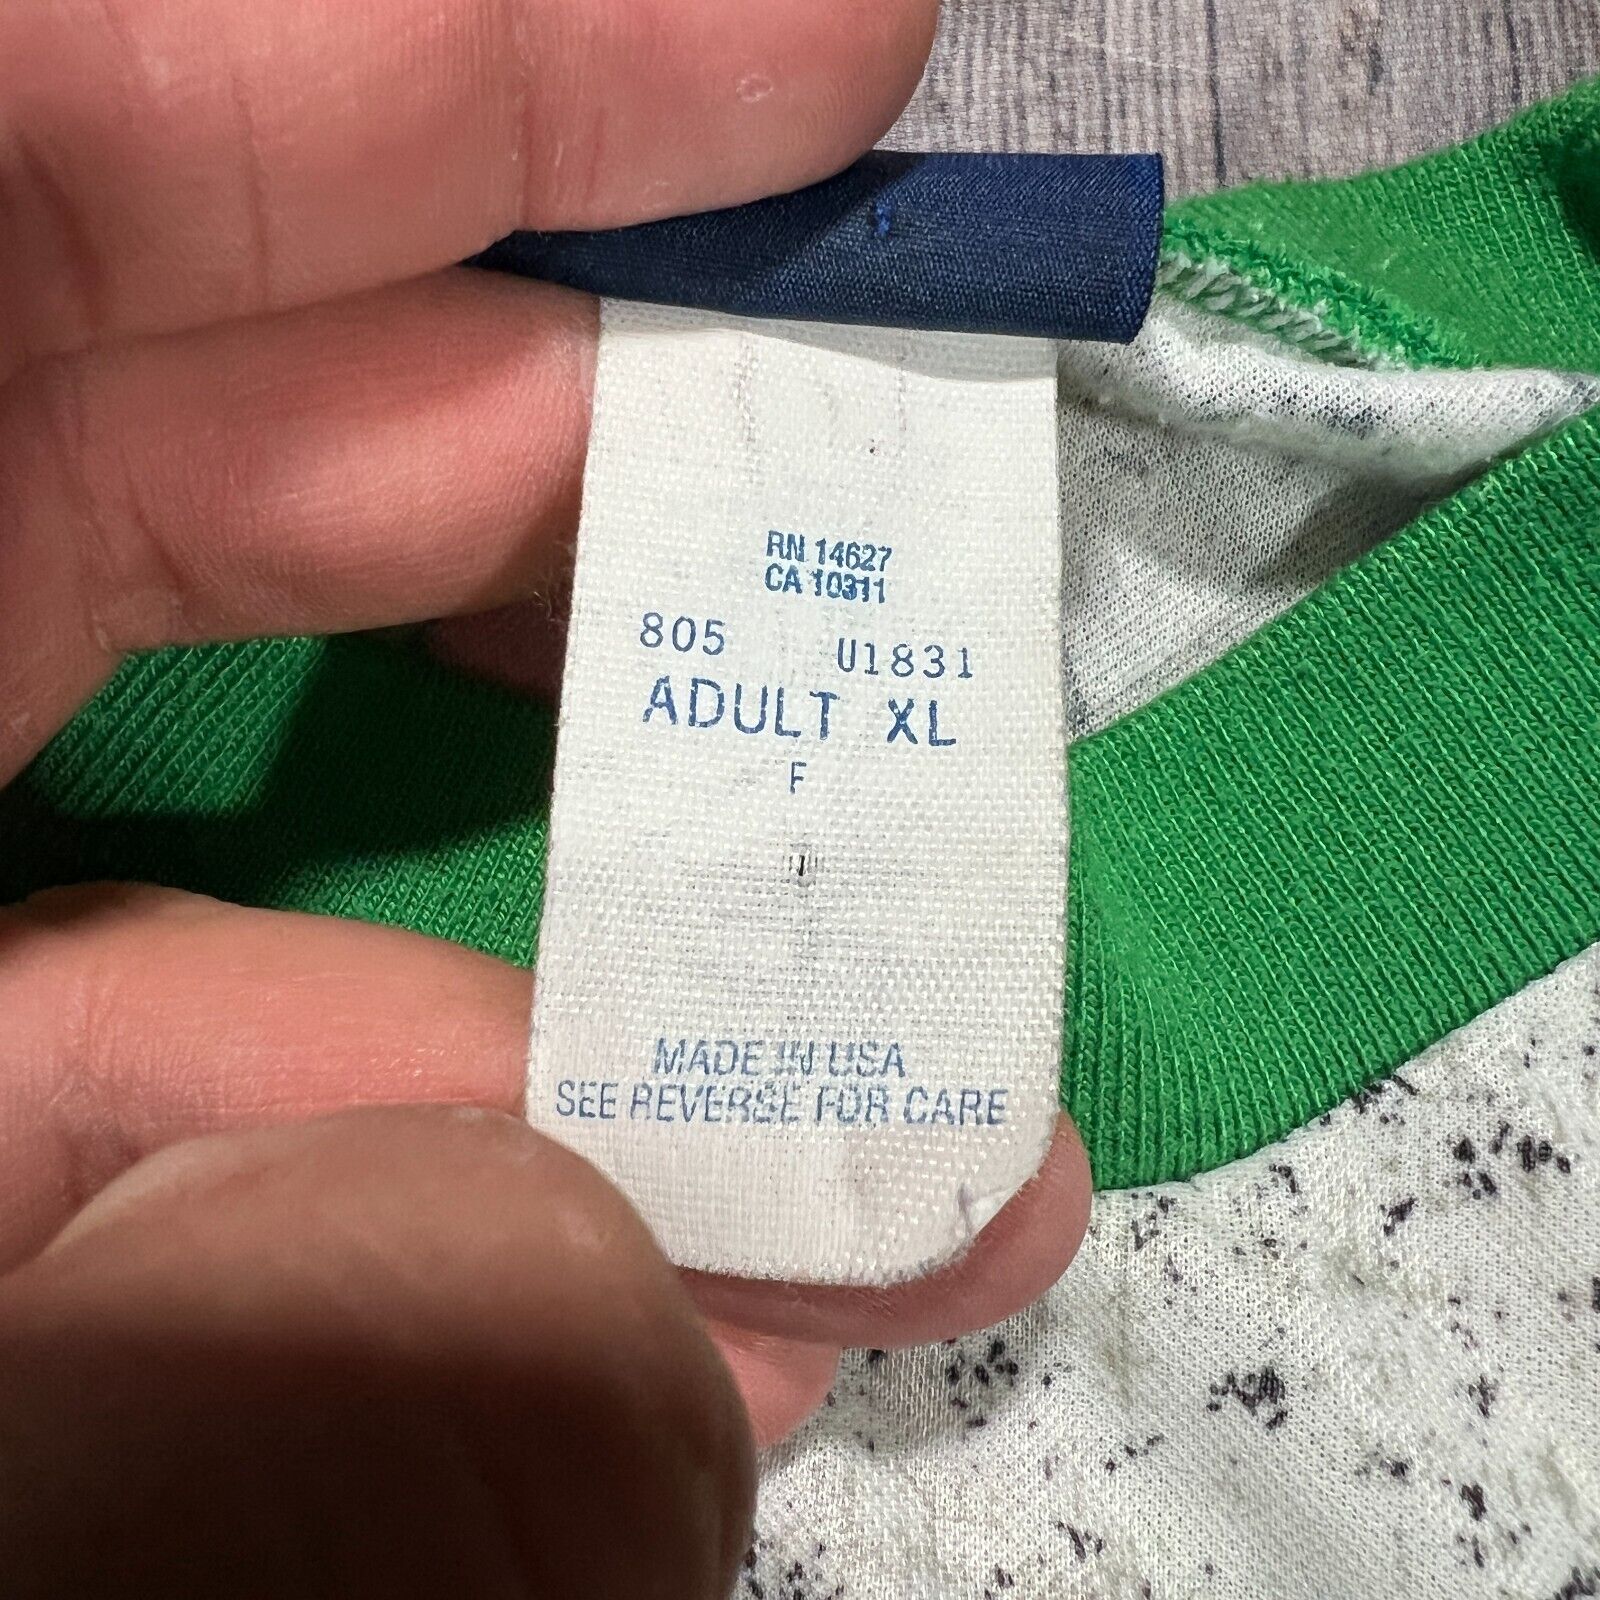 RN 14627
CA 10311
805 U1831
ADULT XL
F
MADE IN USA
SEE REVERSE FOR CARE